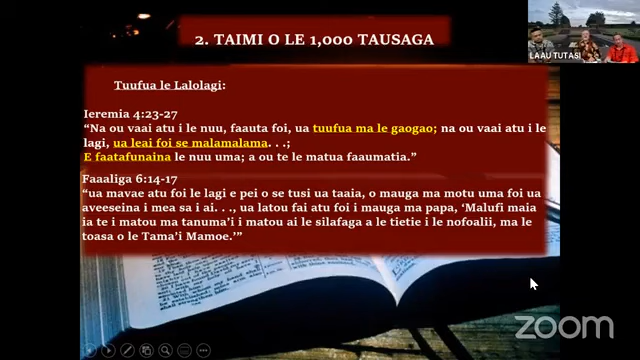 2. TAIMI O LE 1,000 TAUSAGA
LAAU TUTASI
Tuufua le Lalolagi:
Ieremia 4:23-27
“Na ou vaai atu i le nuu, faauta foi, ua tuufua ma le gaogao; na ou vaai atu i le
lagi, ua leai foi se malamalama. . .;
E faatafunaina le nuu uma; a ou te le matua faaumatia.”
Faaaliga 6:14-17
“ua mavae atu foi le lagi e pei o se tusi ua taaia, o mauga ma motu uma foi ua
aveeseina i mea sa i ai. . ., ua latou fai atu foi i mauga ma papa, ‘Malufi maia
ia te i matou ma tanuma’i i matou ai le silafaga a le tietie i le nofoalii, ma le
toasa o le Tama’i Mamoe.’”
zoom